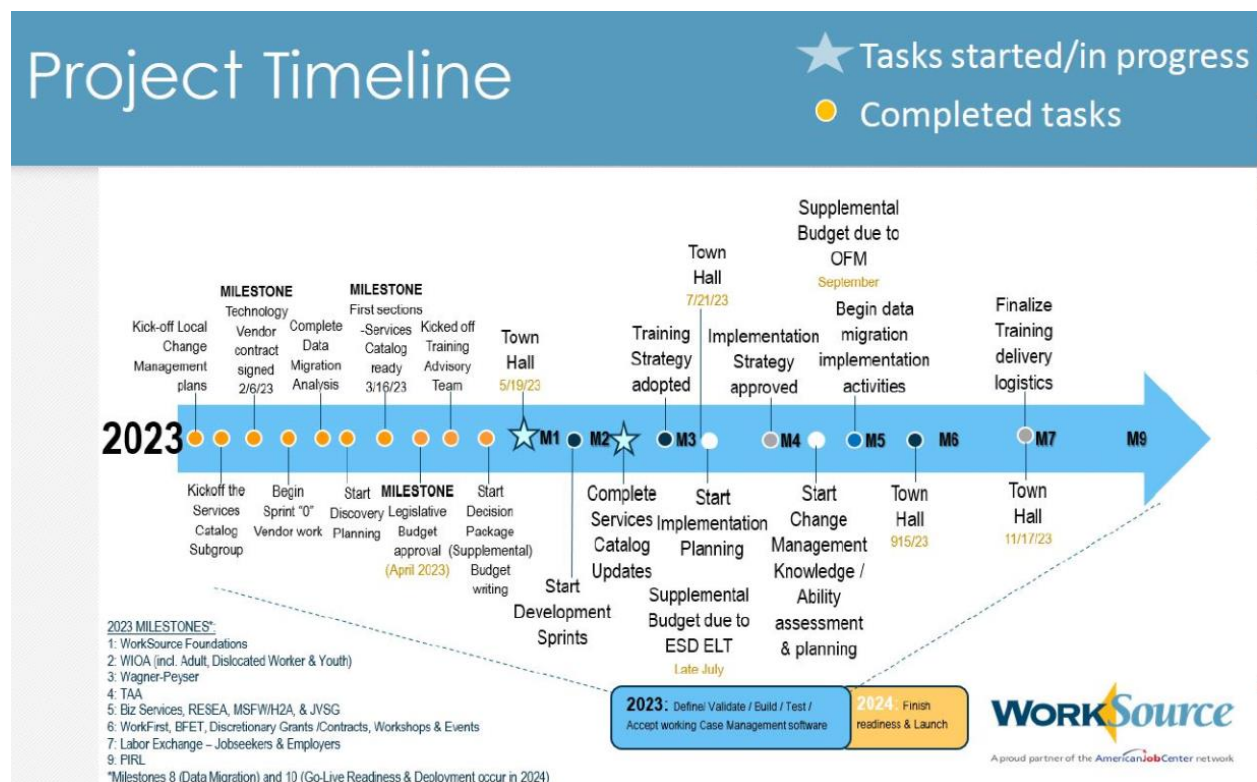 Project Timeline
Tasks started/in progress
Completed tasks
Kick-off Local
Change
Management
plans
MILESTONE
Technology
Vendor
contract
signed
2/6/23
Complete
Data
Migration
Analysis
MILESTONE
First sections
-Services
Catalog
ready
3/16/23
Kicked off
Training
Advisory
Team
Town
Hall
5/19/23
Training
Strategy
adopted
Town
Hall
7/21/23
Implementation
Strategy
approved
Supplemental
Budget due to
OFM
September
Begin data
migration
implementation
activities
Finalize
Training
delivery
logistics
2023
M1
M2
M3
M4
M5
M6
M7
M9
Kickoff the
Services
Catalog
Subgroup
Begin
Sprint "0"
Vendor work
Start
Discovery
Planning
MILESTONE
Legislative
Budget
approval
(April 2023)
Start
Decision
Package
(Supplemental)
Budget
writing
Start
Development
Sprints
Complete
Services
Catalog
Updates
Start
Implementation
Planning
Supplemental
Budget due to
ESD ELT
Late July
Start
Change
Management
Knowledge /
Ability
assessment
& planning
Town
Hall
915/23
Town
Hall
11/17/23
2023 MILESTONES*:
1: WorkSource Foundations
2: WIOA (incl. Adult, Dislocated Worker & Youth)
3: Wagner-Peyser
4: TAA
5: Biz Services, RESEA, MSFW/H2A, & JVSG
6: WorkFirst, BFET, Discretionary Grants /Contracts, Workshops & Events
7: Labor Exchange – Jobseekers & Employers
9: PIRL
*Milestones 8 (Data Migration) and 10 (Go-Live Readiness & Deployment occur in 2024)
2023: Define/ Validate / Build / Test /
Accept working Case Management software
2024: Finish
readiness & Launch
WORKSource
A proud partner of the AmericanJobCenter network